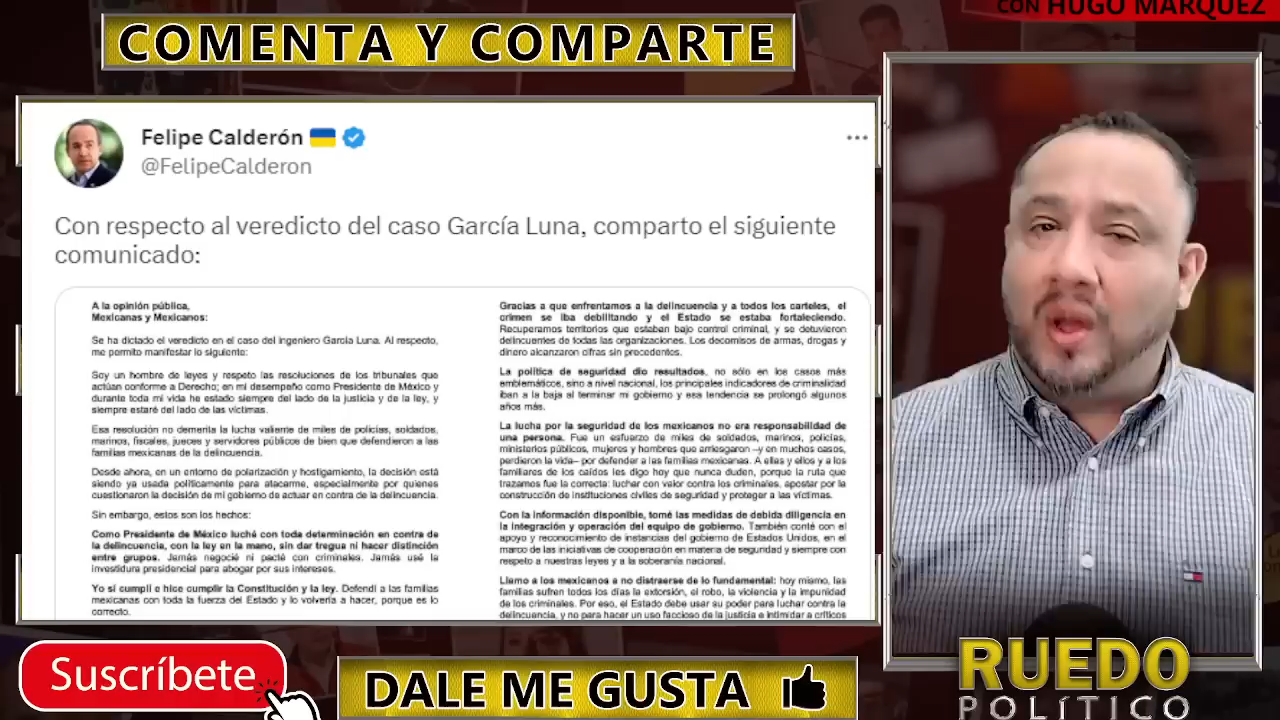 CON HUGO MÁRQUEZ
COMENTA Y COMPARTE
Felipe Calderón
@FelipeCalderon
Con respecto al veredicto del caso García Luna, comparto el siguiente
comunicado:
A la opinión pública,
Mexicanas y Mexicanos:
Se ha dictado el veredicto en el caso del ingeniero García Luna. Al respecto,
me permito manifestar lo siguiente:
Soy un hombre de leyes y respeto las resoluciones de los tribunales que
actúan conforme a Derecho; en mi desempeño como Presidente de México y
durante toda mi vida he estado siempre del lado de la justicia y de la ley, y
siempre estaré del lado de las víctimas.
Esa resolución no demerita la lucha valiente de miles de policías, soldados,
marinos, fiscales, jueces y servidores públicos de bien que defendieron a las
familias mexicanas de la delincuencia.
Desde ahora, en un entorno de polarización y hostigamiento, la decisión está
siendo ya usada políticamente para atacarme, especialmente por quienes
cuestionaron la decisión de mi gobierno de actuar en contra de la delincuencia.
Sin embargo, estos son los hechos:
Como Presidente de México luché con toda determinación en contra de
la delincuencia, con la ley en la mano, sin dar tregua ni hacer distinción
entre grupos. Jamás negocié ni pacté con criminales. Jamás usé la
investidura presidencial para abogar por sus intereses.
Yo sí cumplí e hice cumplir la Constitución y la ley. Defendí a las familias
mexicanas con toda la fuerza del Estado y lo volvería a hacer, porque es lo
correcto.
Gracias a que enfrentamos a la delincuencia y a todos los carteles, el
crimen se iba debilitando y el Estado se estaba fortaleciendo.
Recuperamos territorios que estaban bajo control criminal, y se detuvieron
delincuentes de todas las organizaciones. Los decomisos de armas, drogas y
dinero alcanzaron cifras sin precedentes.
La política de seguridad dio resultados, no sólo en los casos más
emblemáticos, sino a nivel nacional, los principales indicadores de criminalidad
iban a la baja al terminar mi gobierno y esa tendencia se prolongó algunos
años más.
La lucha por la seguridad de los mexicanos no era responsabilidad de
una persona. Fue un esfuerzo de miles de soldados, marinos, policías,
ministerios públicos, mujeres y hombres que arriesgaron –y en muchos casos,
perdieron la vida– por defender a las familias mexicanas. A ellas y ellos y a los
familiares de los caídos les digo hoy que nunca duden, porque la ruta que
trazamos fue la correcta: luchar con valor contra los criminales, apostar por la
construcción de instituciones civiles de seguridad y proteger a las víctimas.
Con la información disponible, tomé las medidas de debida diligencia en
la integración y operación del equipo de gobierno. También conté con el
apoyo y reconocimiento de instancias del gobierno de Estados Unidos, en el
marco de las iniciativas de cooperación en materia de seguridad y siempre con
respeto a nuestras leyes y a la soberanía nacional.
Llamo a los mexicanos a no distraerse de lo fundamental: hoy mismo, las
familias sufren todos los días la extorsión, el robo, la violencia y la impunidad
de los criminales. Por eso, el Estado debe usar su poder para luchar contra la
delincuencia, y no para hacer un uso faccioso de la justicia e intimidar a críticos
Suscríbete
DALE ME GUSTA
RUEDO
POLÍTICO